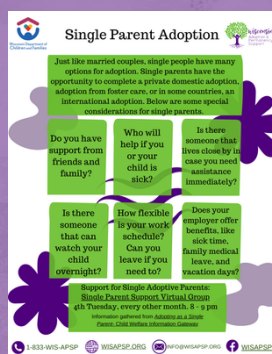 Single Parent Adoption
Wisconsin Department of
Children and Families
wisconsin
Just like married couples, single people have many
options for adoption. Single parents have the
opportunity to complete a private domestic adoption,
adoption from foster care, or in some countries, an
international adoption. Below are some special
considerations for single parents.
Do you have
support from
friends and
family?
Who will
help if you
or your
child is
sick?
Is there
someone that
lives close by in
case you need
assistance
immediately?
Is there
someone
that can
watch your
child
overnight?
How flexible
is your work
schedule?
Can you
leave if you
need to?
Does your
employer offer
benefits, like
sick time,
family medical
leave, and
vacation days?
Support for Single Adoptive Parents:
Single Parent Support Virtual Group
4th Tuesday, every other month. 8 - 9 pm
Information gathered from Adopting as a Single
Parent- Child Welfare Information Gateway
1-833-WIS-APSP
WISAPSP.ORG
INFO@WISAPSP.ORG
WISAPSP